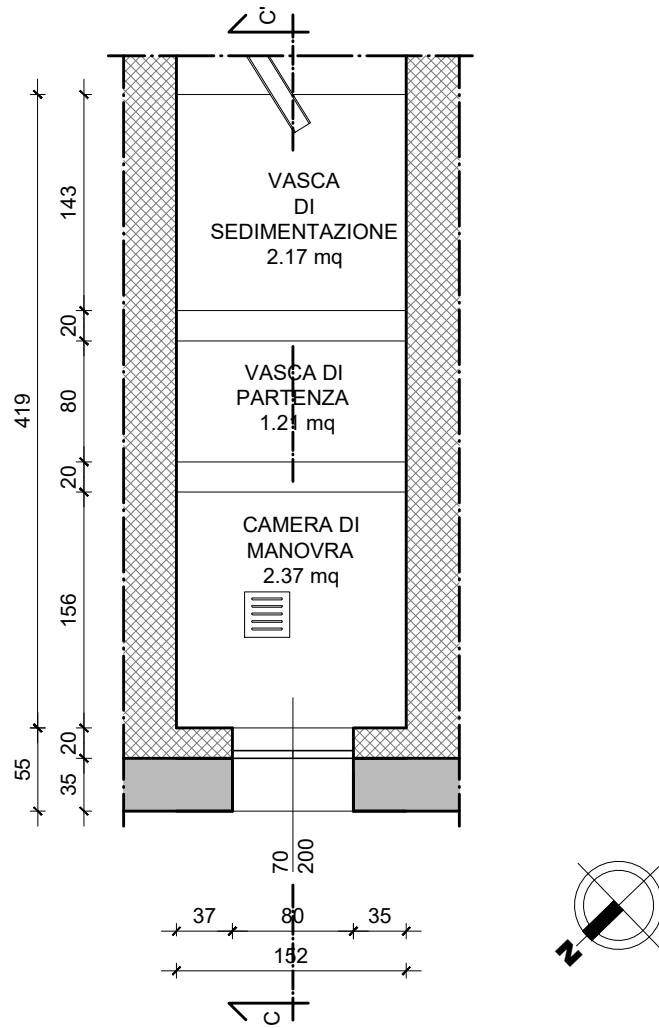 C'
VASCA
DI
SEDIMENTAZIONE
2.17 mq
143
20
419
VASCA DI
PARTENZA
1.21 mq
80
20
CAMERA DI
MANOVRA
2.37 mq
156
20
55
35
70
200
37 80 35
152
N
C